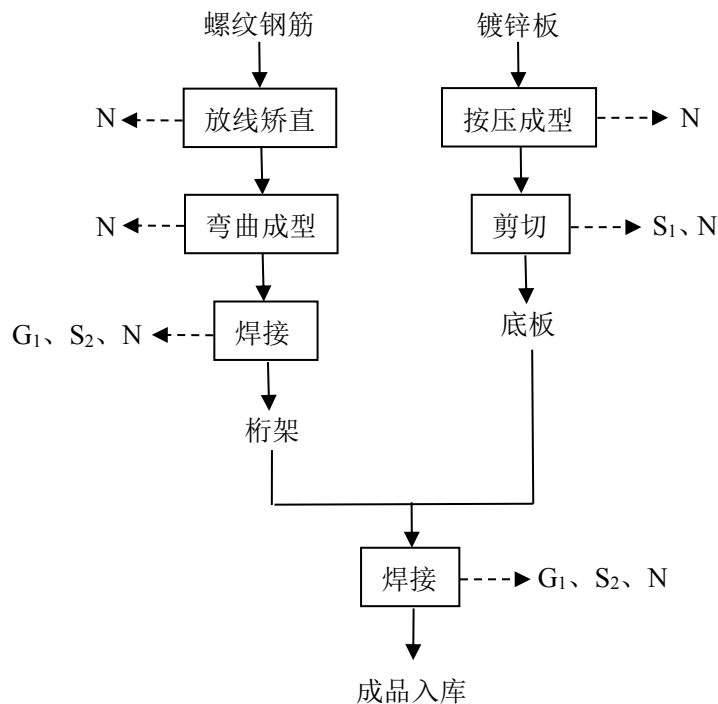 螺纹钢筋
镀锌板
N
放线矫直
按压成型
N
N
弯曲成型
剪切
S₁、N
G₁、S₂、N
焊接
底板
桁架
焊接
G₁、S₂、N
成品入库